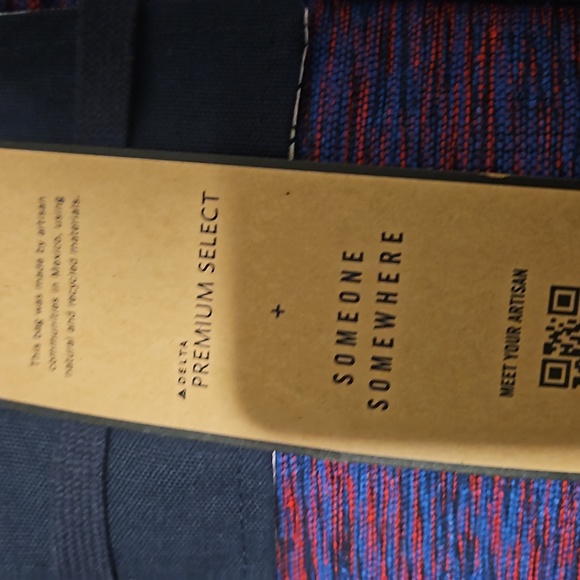 This bag was made by artisan
communities in Mexico, using
natural and recycled materials.
DELTA
PREMIUM SELECT
+
SOMEONE
SOMEWHERE
MEET YOUR ARTISAN